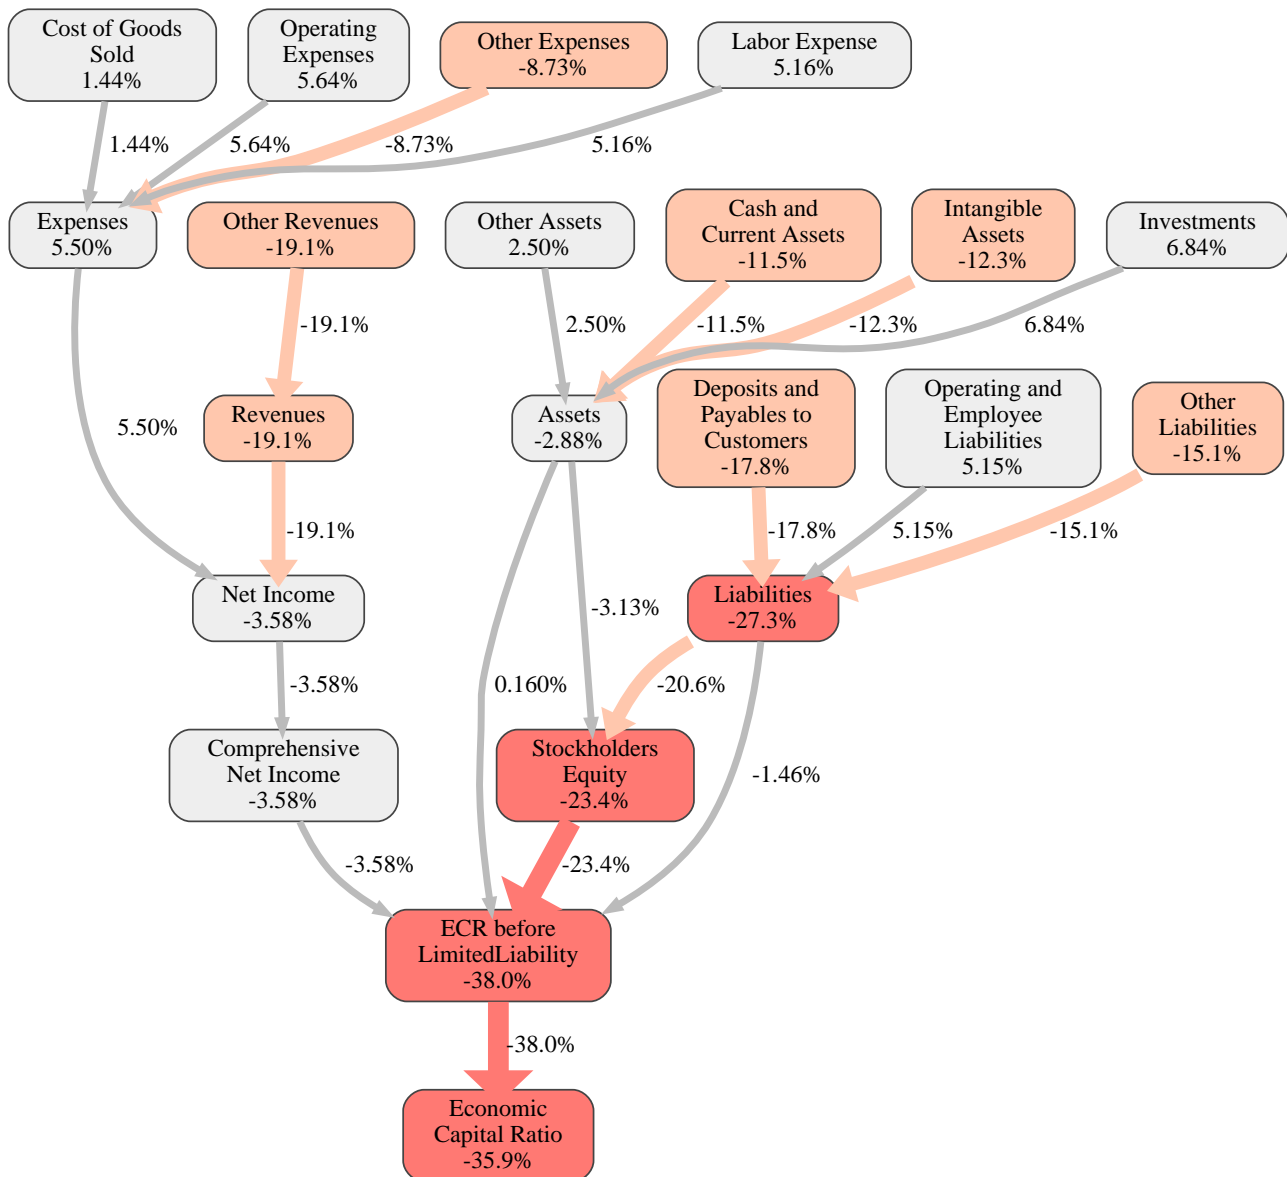 Cost of Goods
Sold
1.44%
Operating
Expenses
5.64%
Other Expenses
-8.73%
Labor Expense
5.16%
1.44%
5.64%
-8.73%
5.16%
Expenses
5.50%
Other Revenues
-19.1%
Other Assets
2.50%
Cash and
Current Assets
-11.5%
Intangible
Assets
-12.3%
Investments
6.84%
-19.1%
2.50%
-11.5%
-12.3%
6.84%
5.50%
Revenues
-19.1%
Assets
-2.88%
Deposits and
Payables to
Customers
-17.8%
Operating and
Employee
Liabilities
5.15%
Other
Liabilities
-15.1%
-19.1%
-17.8%
5.15%
-15.1%
Net Income
-3.58%
-3.13%
Liabilities
-27.3%
-3.58%
0.160%
-20.6%
Comprehensive
Net Income
-3.58%
Stockholders
Equity
-23.4%
-1.46%
-3.58%
-23.4%
ECR before
LimitedLiability
-38.0%
-38.0%
Economic
Capital Ratio
-35.9%